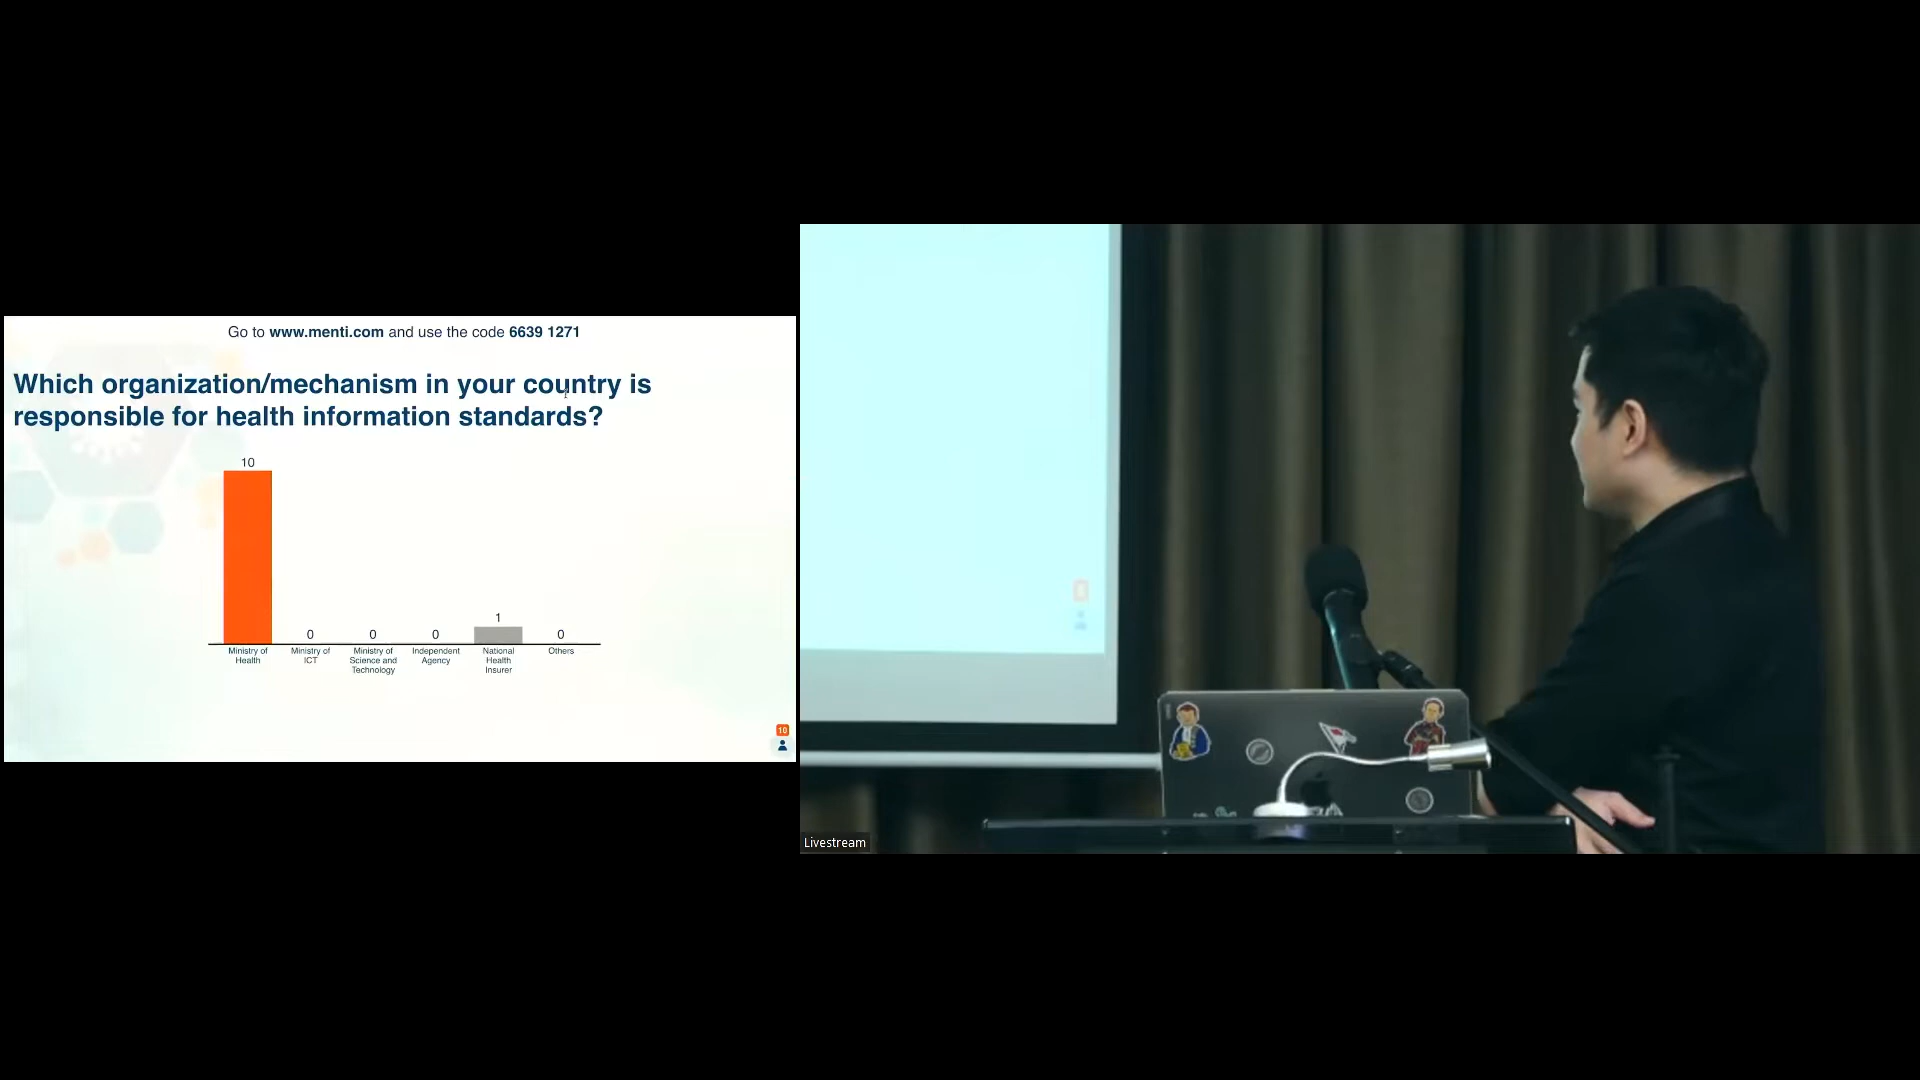 Go to www.menti.com and use the code 6639 1271
Which organization/mechanism in your country is
responsible for health information standards?
10
0
0
0
1
0
Ministry of
Health
Ministry of
ICT
Ministry of
Science and
Technology
Independent
Agency
National
Health
Insurer
Others
10
Livestream